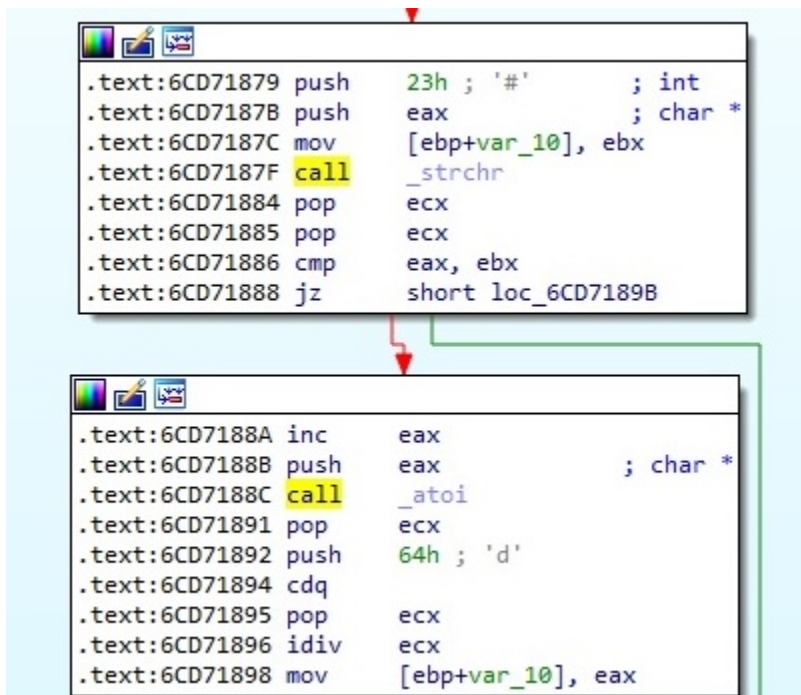 .text:6CD71879 push 23h ; '#' ; int
.text:6CD7187B push eax ; char *
.text:6CD7187C mov [ebp+var_10], ebx
.text:6CD7187F call _strchr
.text:6CD71884 pop ecx
.text:6CD71885 pop ecx
.text:6CD71886 cmp eax, ebx
.text:6CD71888 jz short loc_6CD7189B
.text:6CD7188A inc eax
.text:6CD7188B push eax ; char *
.text:6CD7188C call _atoi
.text:6CD71891 pop ecx
.text:6CD71892 push 64h ; 'd'
.text:6CD71894 cdq
.text:6CD71895 pop ecx
.text:6CD71896 idiv ecx
.text:6CD71898 mov [ebp+var_10], eax